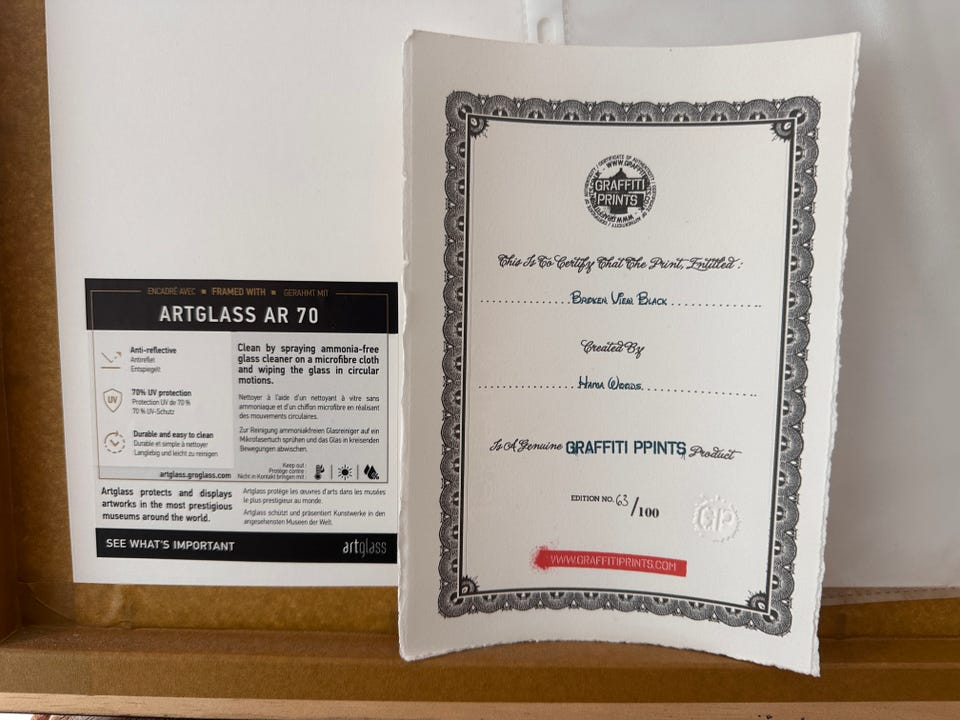 ENCADRÉ AVEC ■ FRAMED WITH ■ GERAHMT MIT
ARTGLASS AR 70
Anti-reflective
Antireflet
Entspiegelt
UV
70% UV protection
Protection UV de 70 %
70 % UV-Schutz
Durable and easy to clean
Durable et simple à nettoyer
Langlebig und leicht zu reinigen
Clean by spraying ammonia-free
glass cleaner on a microfibre cloth
and wiping the glass in circular
motions.
Nettoyer à l'aide d'un nettoyant à vitre sans
ammoniaque et d'un chiffon microfibre en réalisant
des mouvements circulaires.
Zur Reinigung ammoniakfreien Glasreiniger auf ein
Mikrofasertuch sprühen und das Glas in kreisenden
Bewegungen abwischen.
artglass.groglass.com
Keep out:
Protège contre:
Nicht in Kontakt bringen mit:
Artglass protects and displays
artworks in the most prestigious
museums around the world.
Artglass protège les œuvres d'arts dans les musées
le plus prestigieux au monde.
Artglass schützt und präsentiert Kunstwerke in den
angesehensten Museen der Welt.
SEE WHAT'S IMPORTANT
artglass
CERTIFICATE OF AUTHENTICITY
GRAFFITI
PRINTS
This Is To Certify That The Print, Entitled :
Broken View Black
Created By
Hama Woods
Is A Genuine GRAFFITI PPINTS Product
EDITION NO. 63/100
GP
WWW.GRAFFITIPRINTS.COM